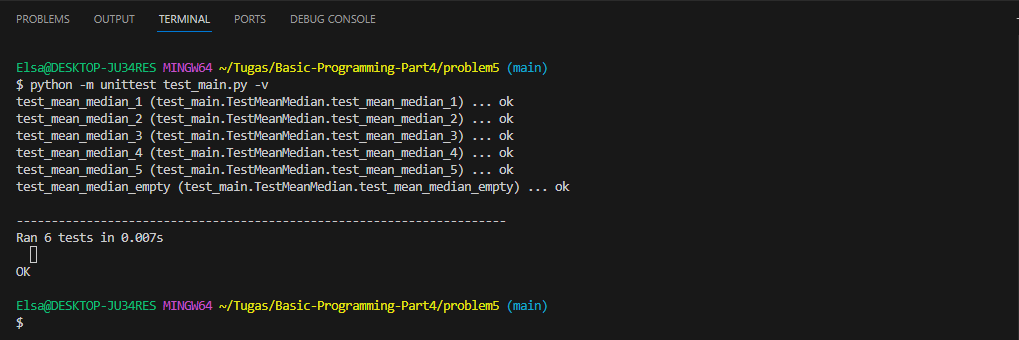 PROBLEMS OUTPUT TERMINAL PORTS DEBUG CONSOLE
Elsa@DESKTOP-JU34RES MINGW64 ~/Tugas/Basic-Programming-Part4/problem5 (main)
$ python -m unittest test_main.py -v
test_mean_median_1 (test_main.TestMeanMedian.test_mean_median_1) ... ok
test_mean_median_2 (test_main.TestMeanMedian.test_mean_median_2) ... ok
test_mean_median_3 (test_main.TestMeanMedian.test_mean_median_3) ... ok
test_mean_median_4 (test_main.TestMeanMedian.test_mean_median_4) ... ok
test_mean_median_5 (test_main.TestMeanMedian.test_mean_median_5) ... ok
test_mean_median_empty (test_main.TestMeanMedian.test_mean_median_empty) ... ok
----------------------------------------------------------------------
Ran 6 tests in 0.007s
OK
Elsa@DESKTOP-JU34RES MINGW64 ~/Tugas/Basic-Programming-Part4/problem5 (main)
$